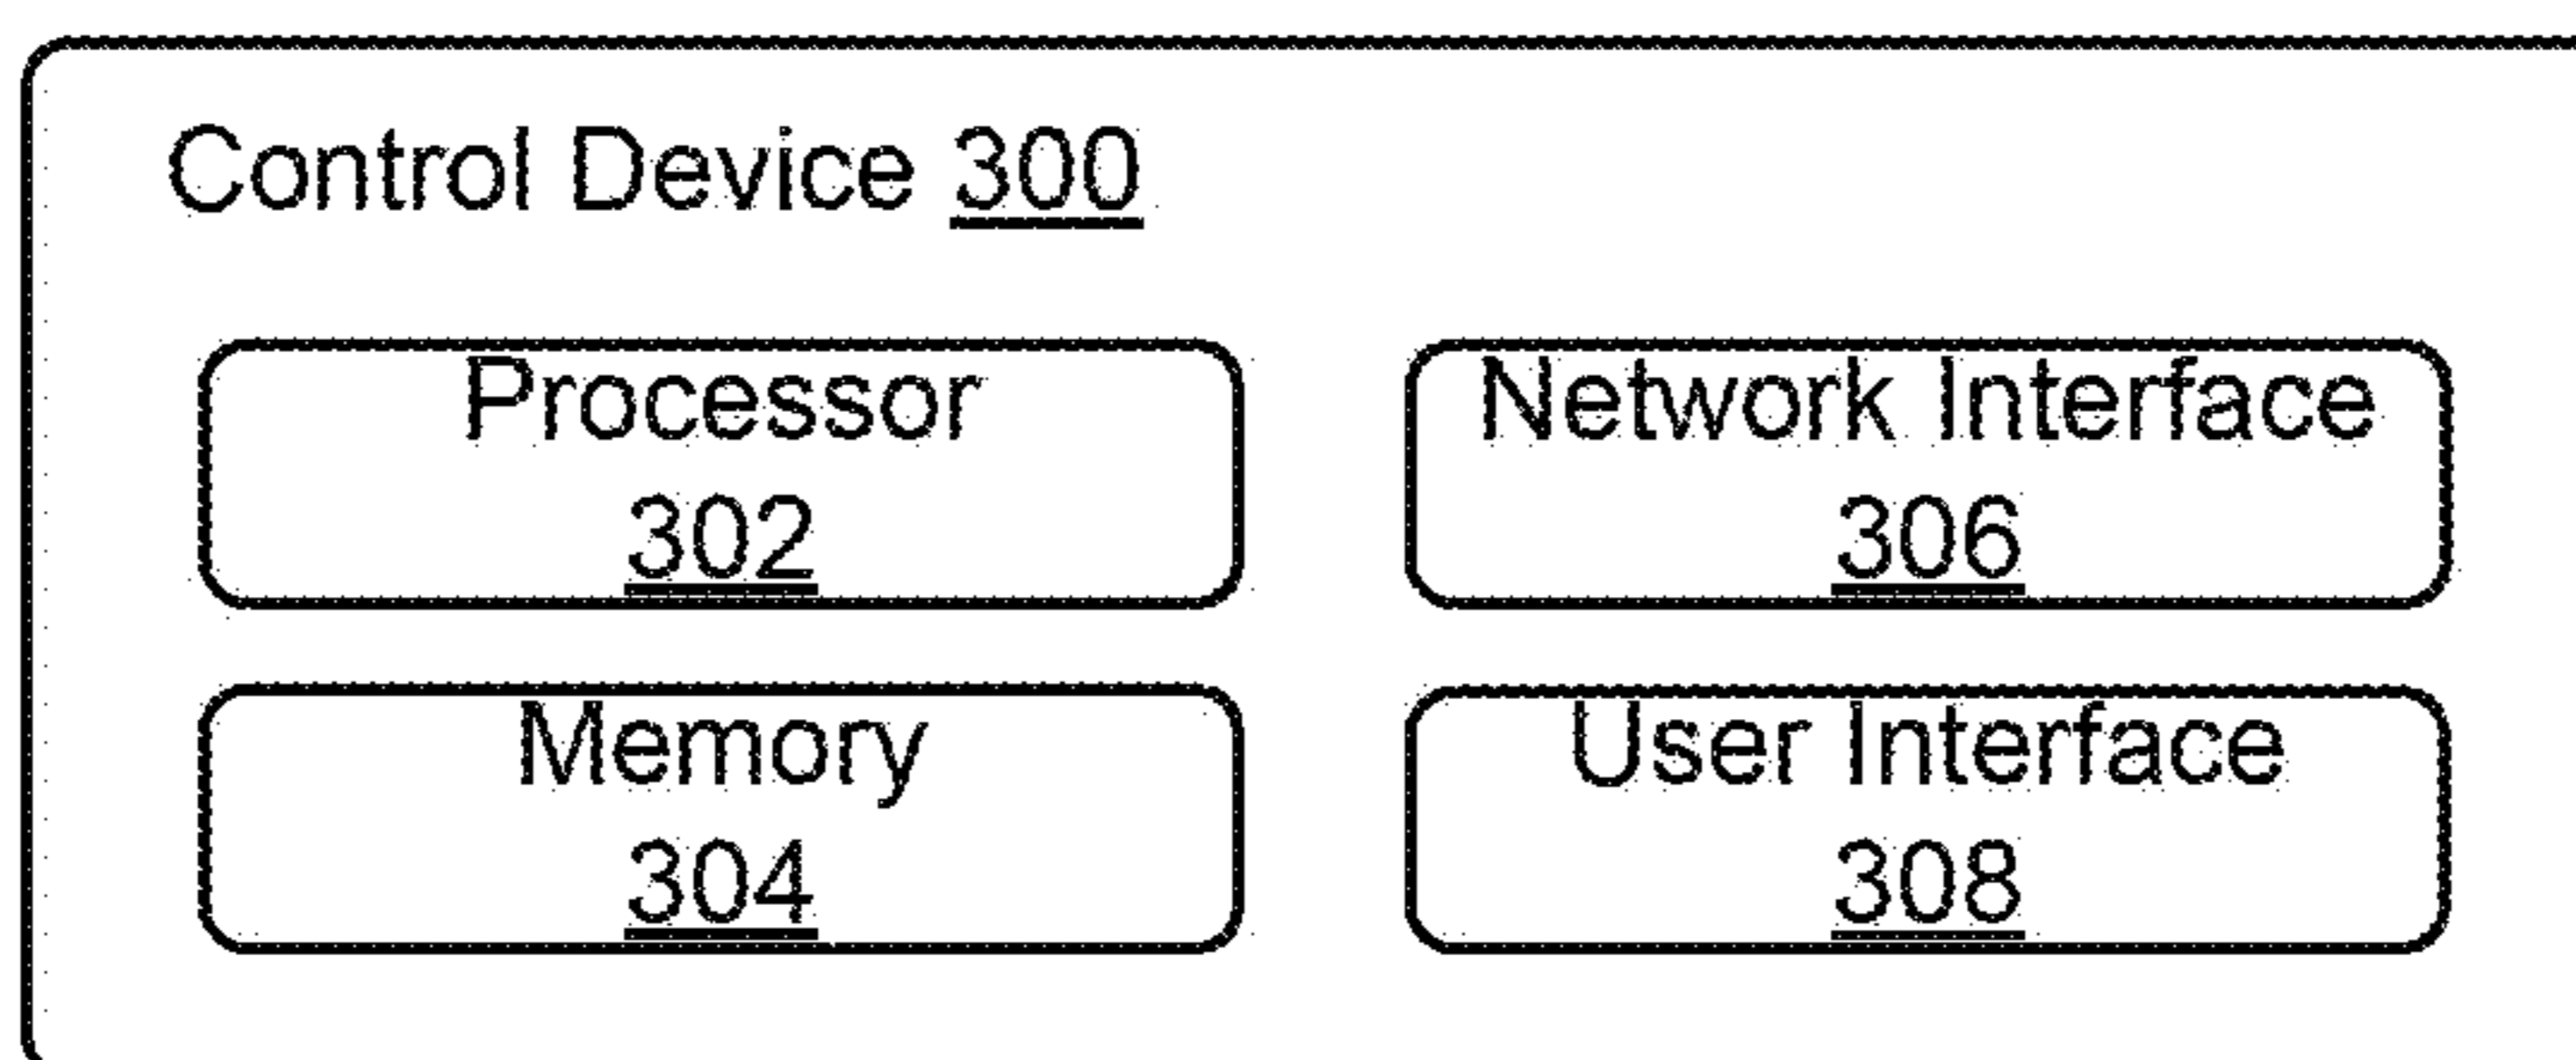 Control Device 300
Processor
302
Network Interface
306
Memory
304
User Interface
308